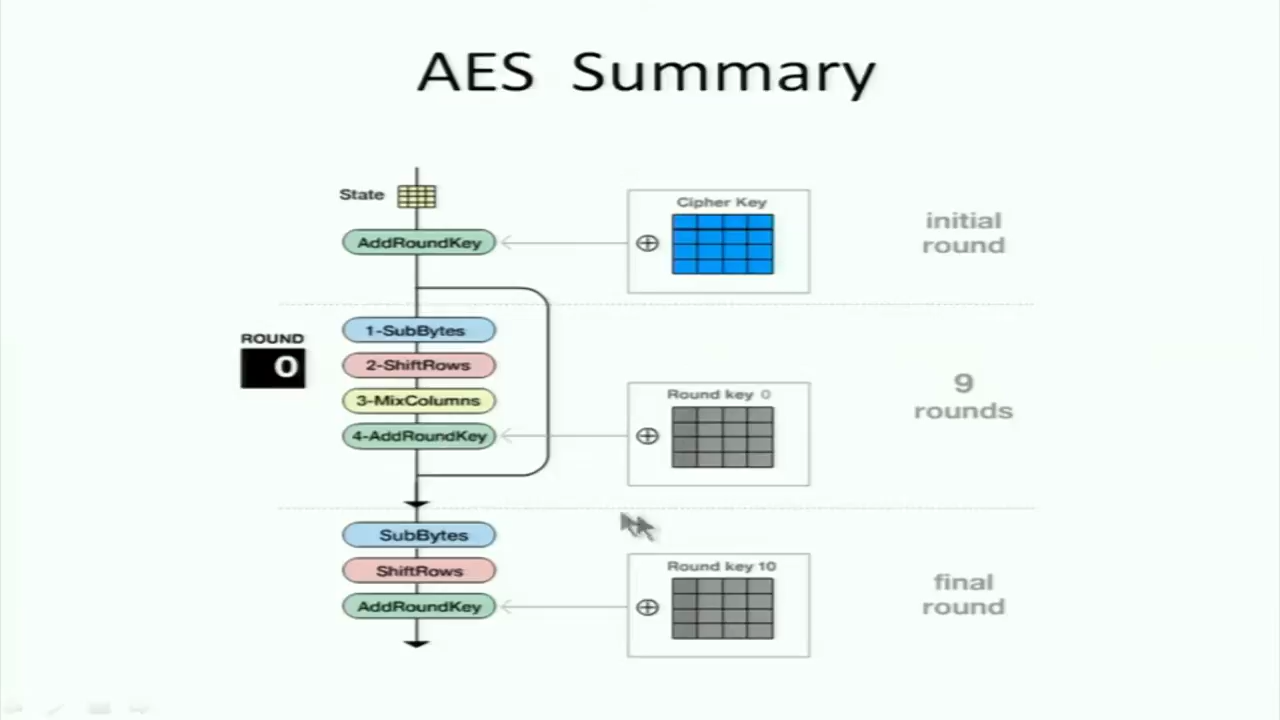 AES Summary
State
Cipher Key
AddRoundKey
initial
round
ROUND
0
1-SubBytes
2-ShiftRows
3-MixColumns
4-AddRoundKey
Round key 0
9
rounds
SubBytes
ShiftRows
AddRoundKey
Round key 10
final
round